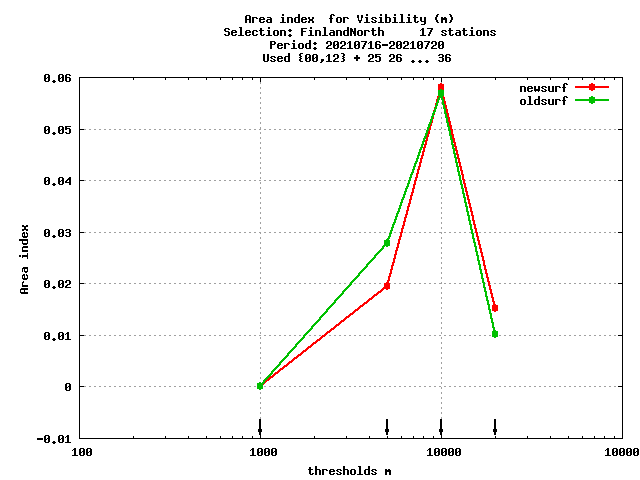 Area index  for Visibility (m)
Selection: FinlandNorth     17 stations
Period: 20210716-20210720
Used {00,12} + 25 26 ... 36
newsurf
oldsurf
0.06
0.05
0.04
0.03
0.02
0.01
0
-0.01
Area index
100 1000 10000 10000
thresholds m